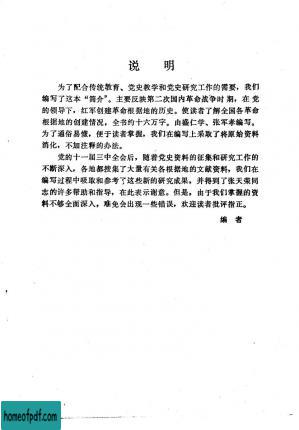 说 明
为了配合传统教育、党史教学和党史研究工作的需要，我们
编写了这本“简介”。主要反映第二次国内革命战争时期，在党
的领导下，红军创建革命根据地的历史。使读者了解全国各革命
根据地的创建情况，全书约十六万字。由盛仁学、张军孝编写。
为了通俗易懂，便于读者掌握，我们在编写上采取了将原始资料
消化，不加注释的办法。
党的十一届三中全会后，随着党史资料的征集和研究工作的
不断深入，各地都搜集了大量有关各根据地的文献资料，我们在
编写过程中吸取和参考了这些新的研究成果，并得到了张天荣同志
的许多帮助和指导，在此表示谢意。但是，由于我们掌握的资
料不够全面深入，难免会出现一些错误，欢迎读者批评指正。
编 者
homeofpdf.com
homeofpdf.com